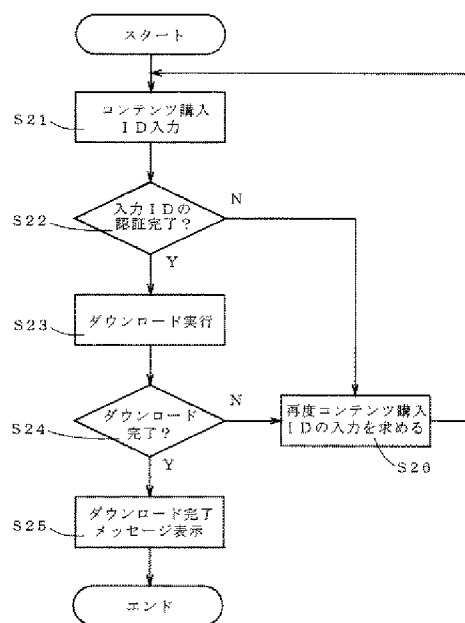 スタート
S21
コンテンツ購入
ID入力
S22
入力IDの
認証完了?
N
Y
S23
ダウンロード実行
S24
ダウンロード
完了?
N
Y
再度コンテンツ購入
IDの入力を求める
S26
S25
ダウンロード完了
メッセージ表示
エンド